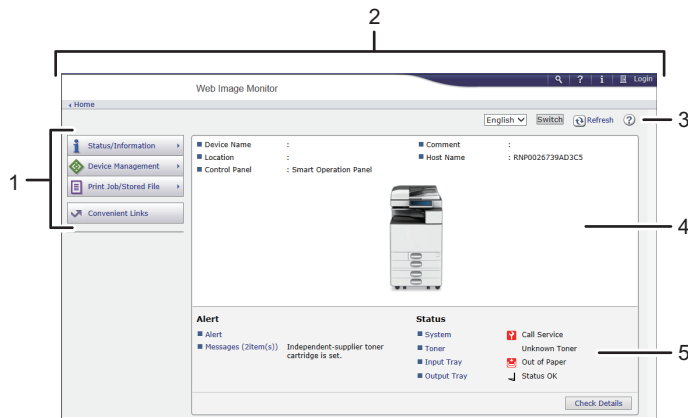 2
Web Image Monitor
? i Login
Home
English Switch Refresh ? 3
1
Status/Information
Device Management
Print Job/Stored File
Convenient Links
Device Name : Comment :
Location : Host Name : RNP0026739AD3C5
Control Panel : Smart Operation Panel
4
Alert Status
Alert System Call Service
Messages (2item(s)) Independent-supplier toner Toner Unknown Toner
cartridge is set. Input Tray Out of Paper 5
Output Tray Status OK
Check Details